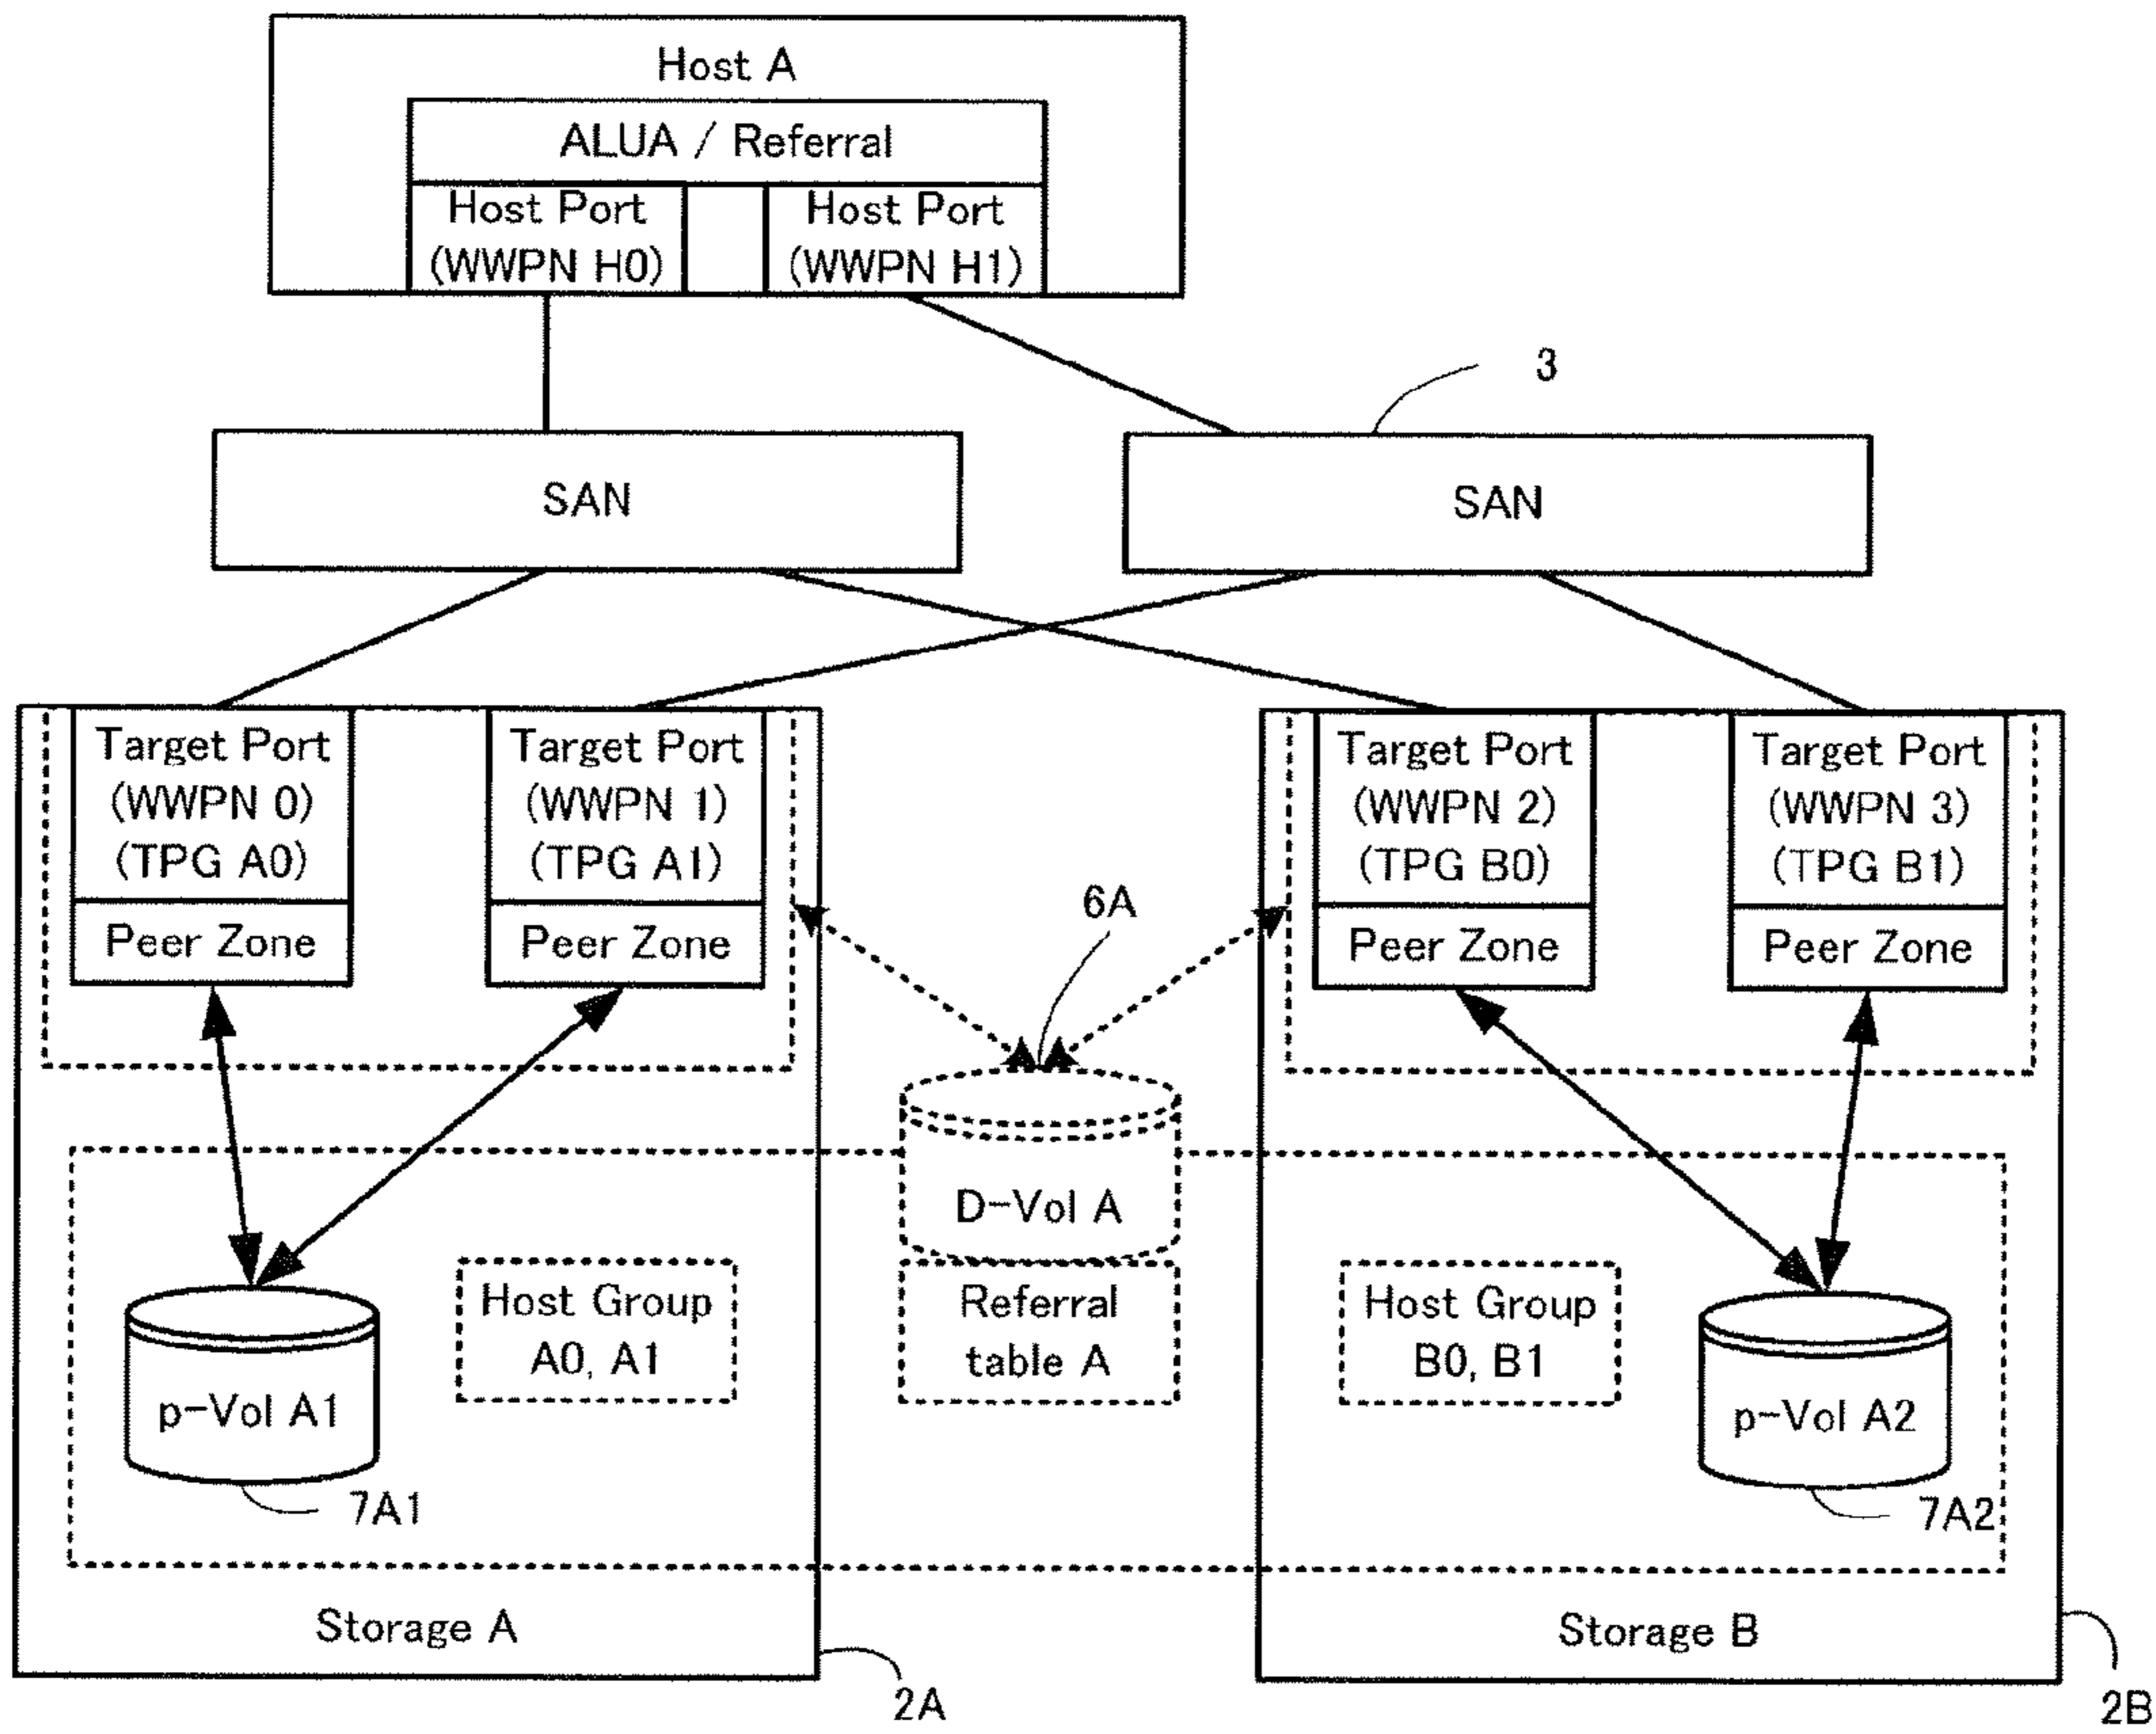 Host A
ALUA / Referral
Host Port
(WWPN H0)
Host Port
(WWPN H1)
3
SAN
SAN
Target Port
(WWPN 0)
(TPG A0)
Peer Zone
Target Port
(WWPN 1)
(TPG A1)
Peer Zone
6A
Target Port
(WWPN 2)
(TPG B0)
Peer Zone
Target Port
(WWPN 3)
(TPG B1)
Peer Zone
D-Vol A
Referral
table A
Host Group
A0, A1
Host Group
B0, B1
p-Vol A1
7A1
p-Vol A2
7A2
Storage A
2A
Storage B
2B